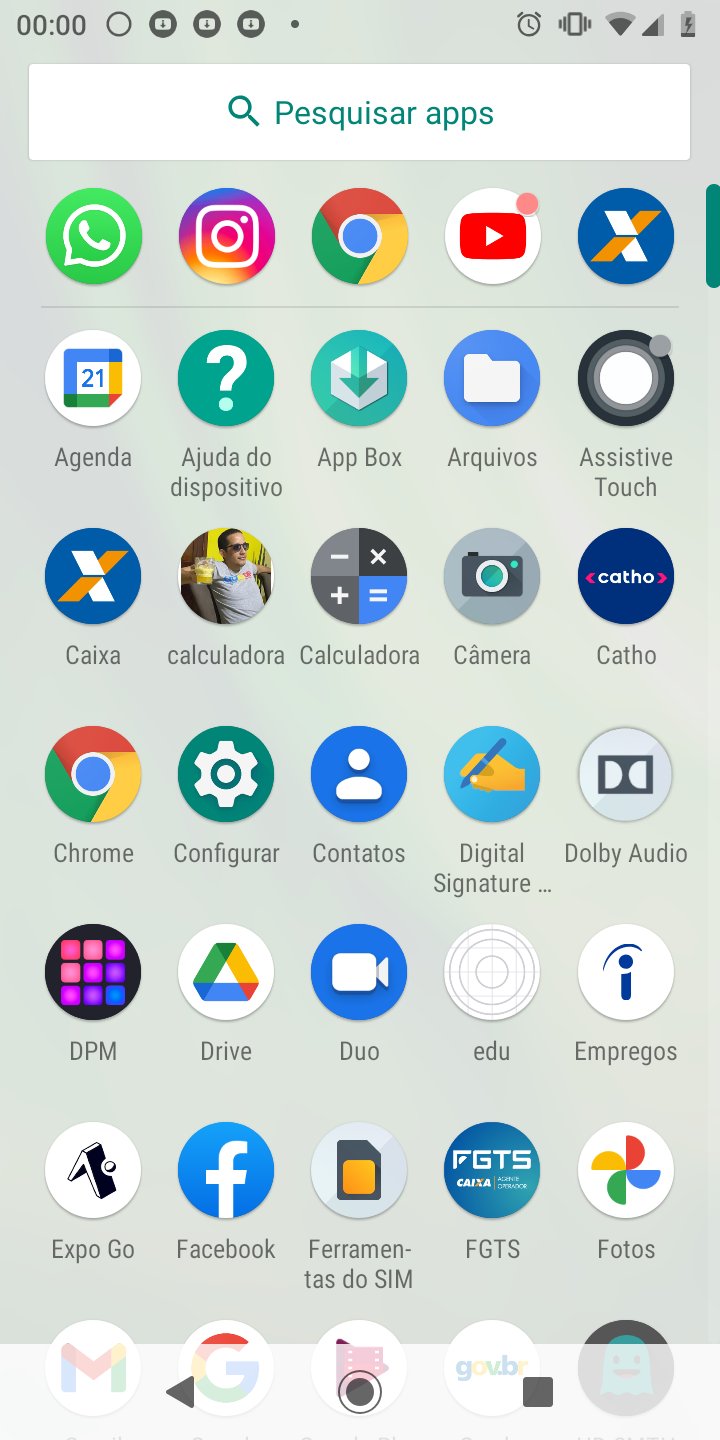 00:00
Pesquisar apps
21
Agenda
Ajuda do
dispositivo
App Box
Arquivos
Assistive
Touch
catho
Caixa
calculadora
Calculadora
Câmera
Catho
Chrome
Configurar
Contatos
Digital
Signature ...
Dolby Audio
DPM
Drive
Duo
edu
Empregos
FGTS
CAIXA
AGENTE
OPERADOR
Expo Go
Facebook
Ferramen-
tas do SIM
FGTS
Fotos
gov.br